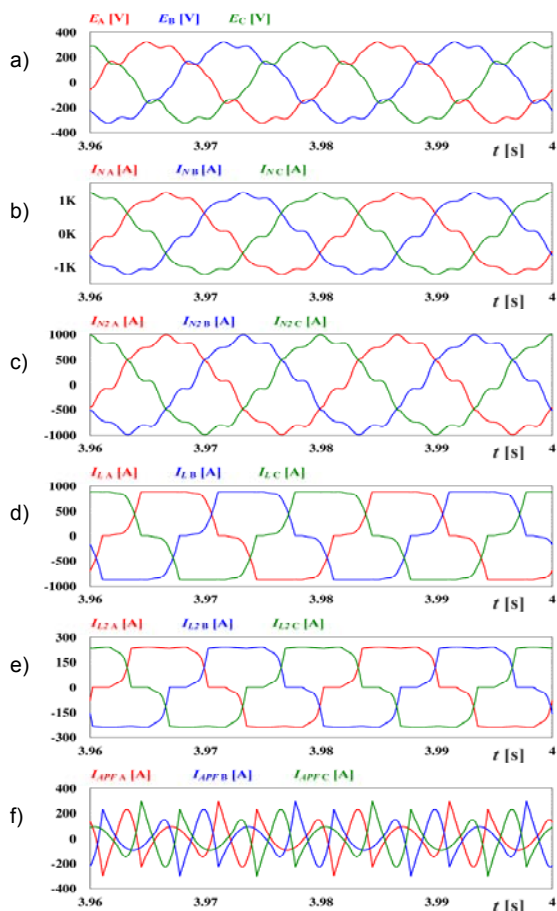 E_A [V] E_B [V] E_C [V]
a)
400
200
0
-200
-400
3.96 3.97 3.98 3.99 4
t [s]
I_NA [A] I_NB [A] I_NC [A]
b)
1K
0K
-1K
3.96 3.97 3.98 3.99 4
t [s]
I_N2 A [A] I_N2 B [A] I_N2 C [A]
c)
1000
500
0
-500
-1000
3.96 3.97 3.98 3.99 4
t [s]
I_L A [A] I_L B [A] I_L C [A]
d)
1000
500
0
-500
-1000
3.96 3.97 3.98 3.99 4
t [s]
I_L2 A [A] I_L2 B [A] I_L2 C [A]
e)
300
150
0
-150
-300
3.96 3.97 3.98 3.99 4
t [s]
I_APF A [A] I_APF B [A] I_APF C [A]
f)
400
200
0
-200
-400
3.96 3.97 3.98 3.99 4
t [s]